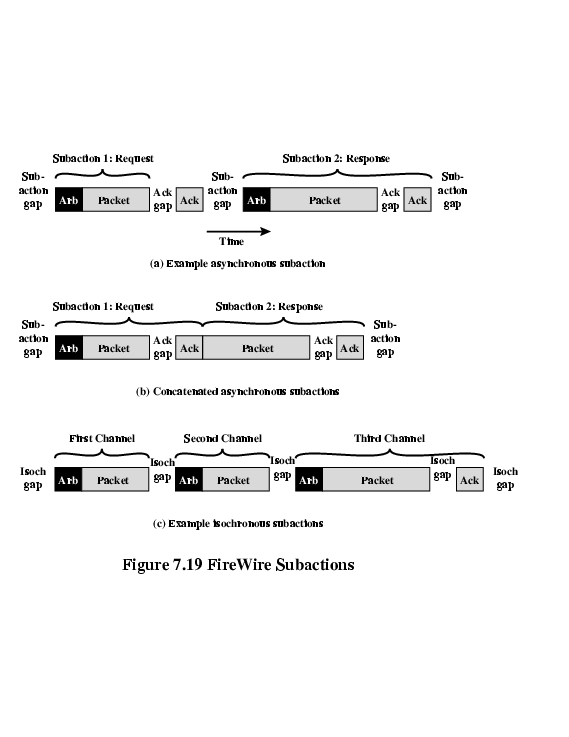 Subaction 1: Request
Subaction 2: Response
Sub-
action
gap
Arb
Packet
Ack
gap
Ack
Sub-
action
gap
Arb
Packet
Ack
gap
Ack
Sub-
action
gap
Time
(a) Example asynchronous subaction
Subaction 1: Request
Subaction 2: Response
Sub-
action
gap
Arb
Packet
Ack
gap
Ack
Packet
Ack
gap
Ack
Sub-
action
gap
(b) Concatenated asynchronous subactions
First Channel
Second Channel
Third Channel
Isoch
gap
Arb
Packet
Isoch
gap
Arb
Packet
Isoch
gap
Arb
Packet
Isoch
gap
Ack
Isoch
gap
(c) Example isochronous subactions
Figure 7.19 FireWire Subactions